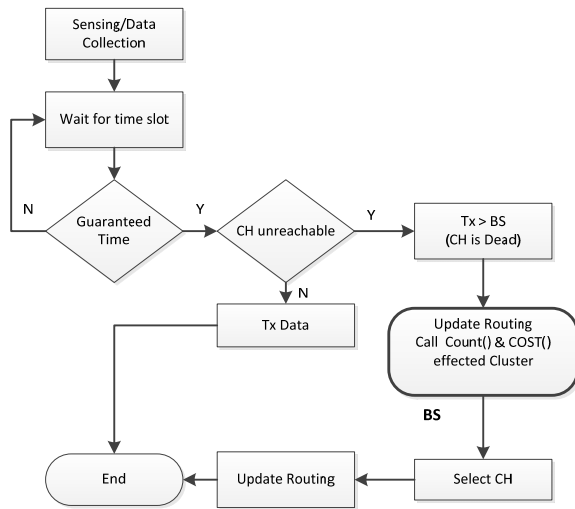 Sensing/Data
Collection
Wait for time slot
N
Guaranteed
Time
Y
CH unreachable
Y
Tx > BS
(CH is Dead)
N
Tx Data
Update Routing
Call Count() & COST()
effected Cluster
BS
End
Update Routing
Select CH